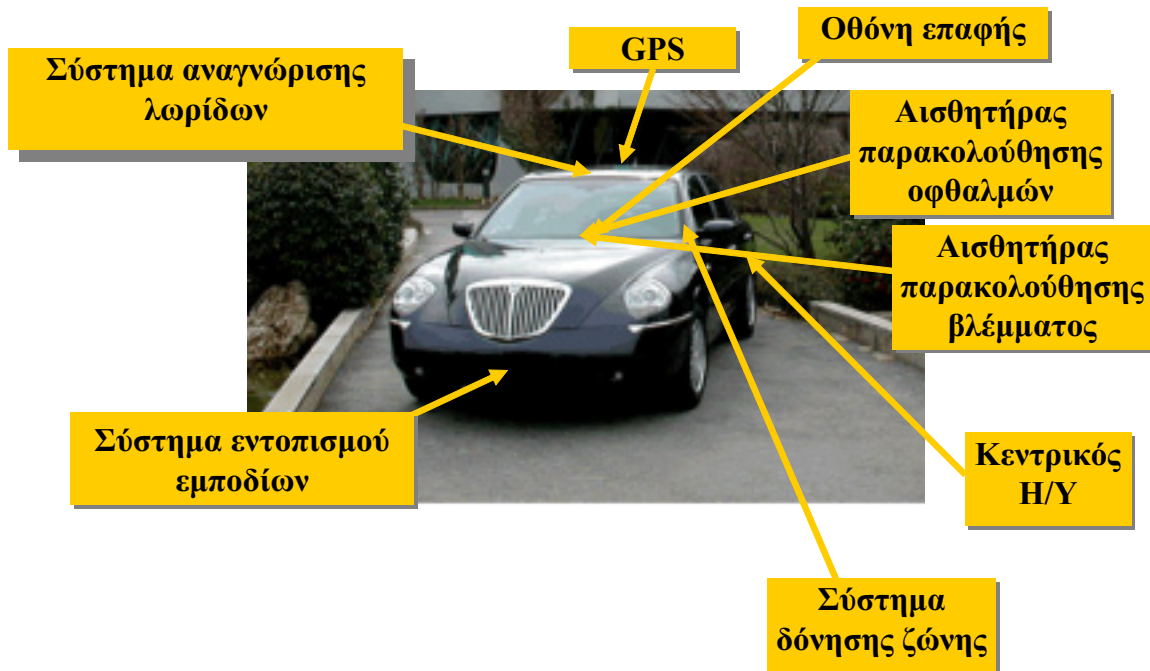 Οθόνη επαφής
GPS
Σύστημα αναγνώρισης
λωρίδων
Αισθητήρας
παρακολούθησης
οφθαλμών
Αισθητήρας
παρακολούθησης
βλέμματος
Σύστημα εντοπισμού
εμποδίων
Κεντρικός
Η/Υ
Σύστημα
δόνησης ζώνης